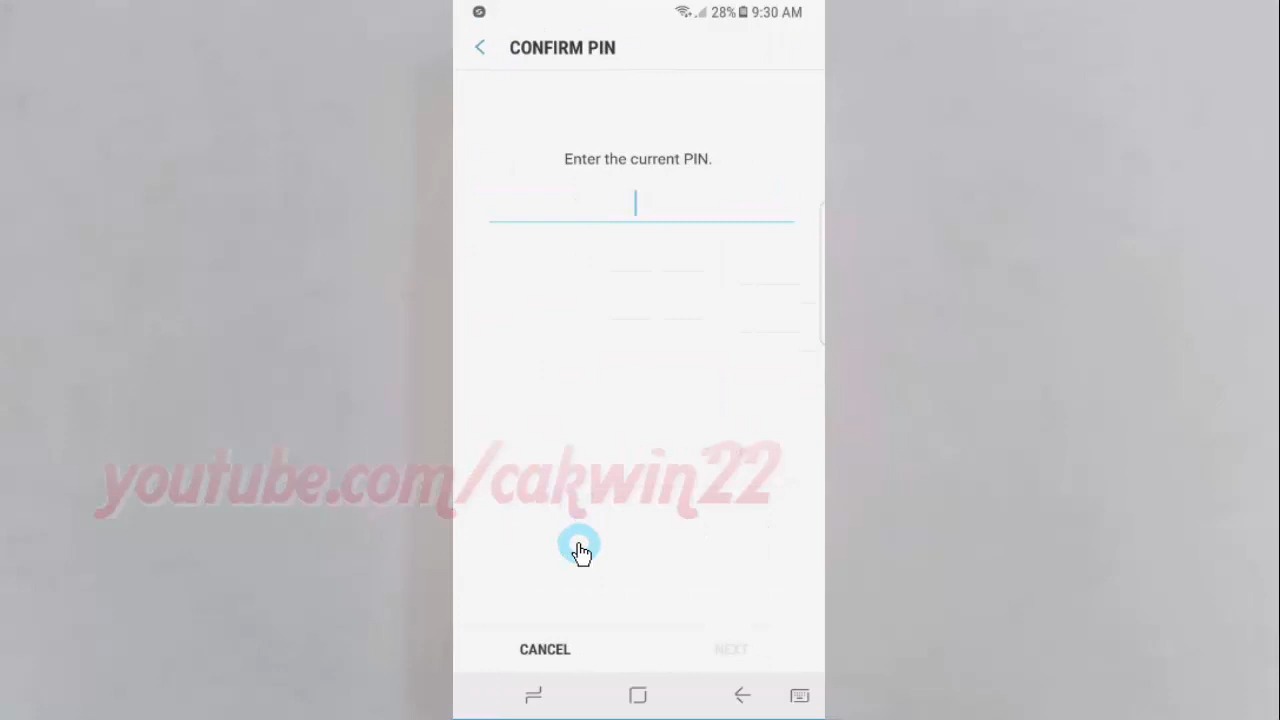 28% 9:30 AM
CONFIRM PIN
Enter the current PIN.
youtube.com/cakwin22
CANCEL
NEXT